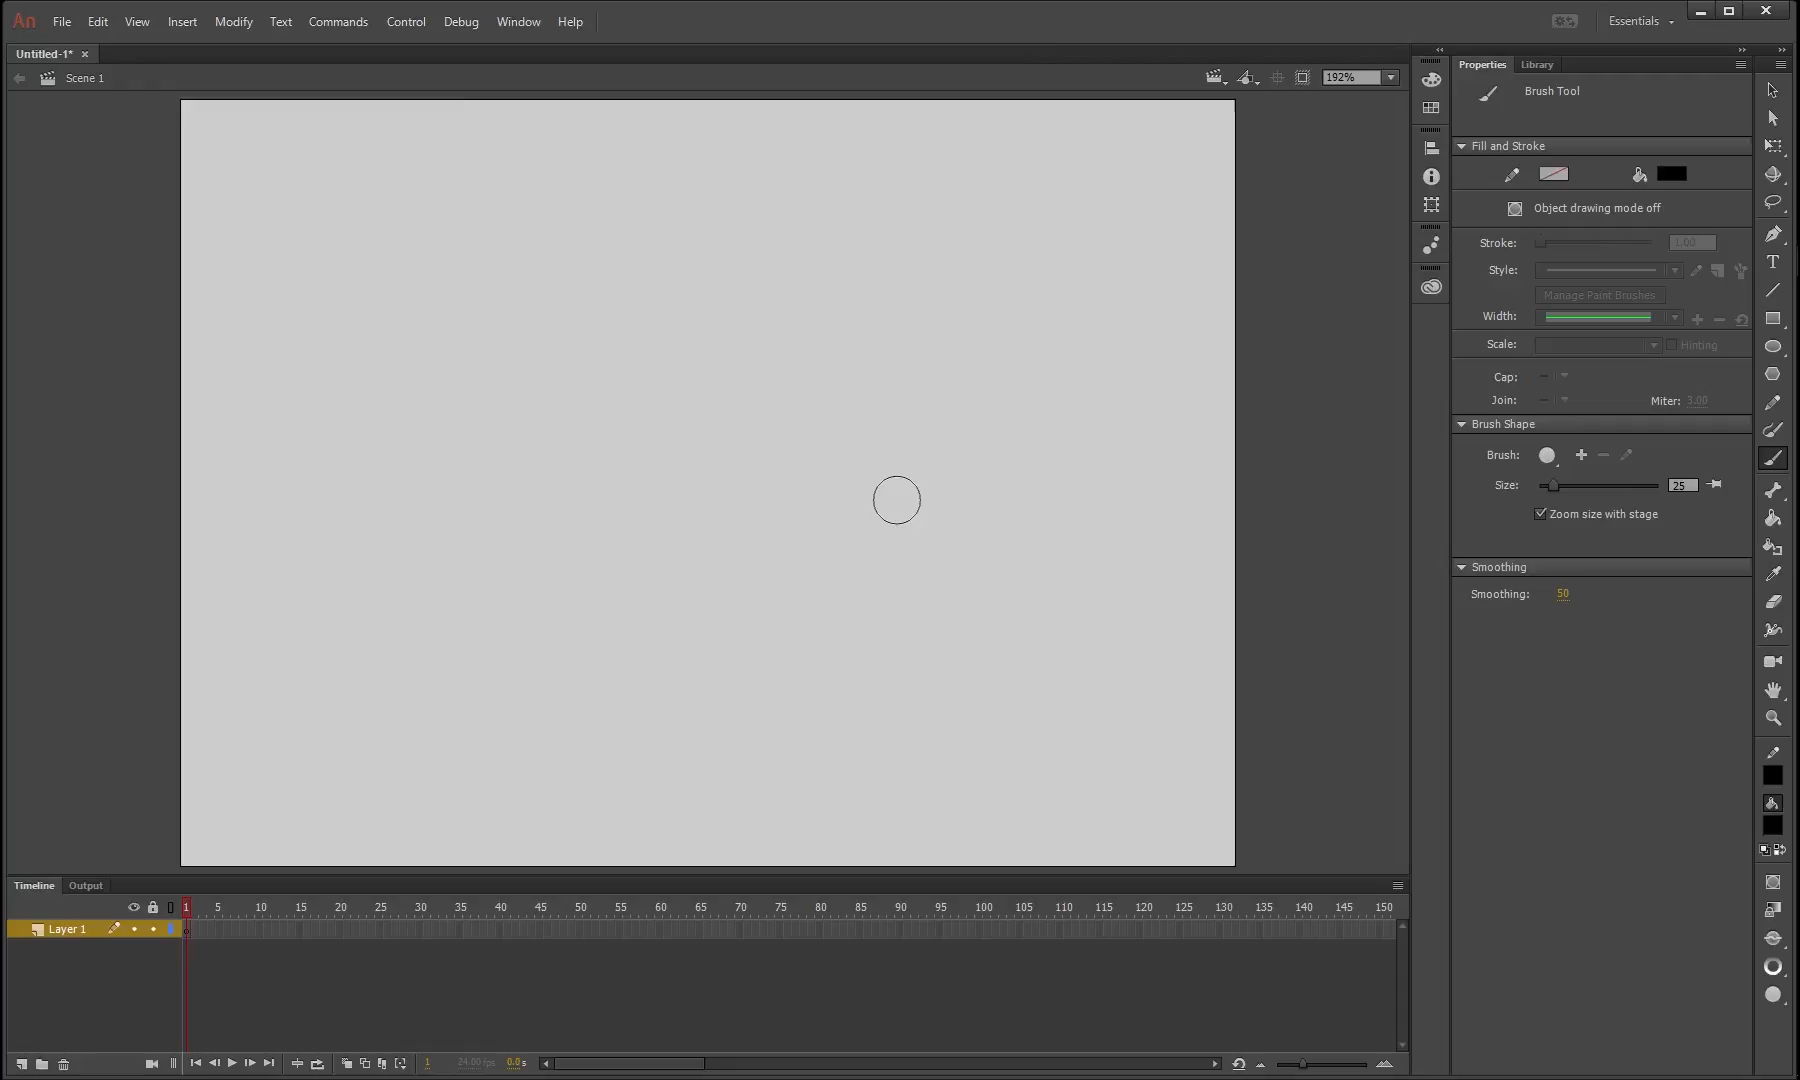 An File Edit View Insert Modify Text Commands Control Debug Window Help Essentials
Untitled-1*
Scene 1 192%
Properties Library
Brush Tool
Fill and Stroke
Object drawing mode off
Stroke: 1.00
Style:
Manage Paint Brushes
Width:
Scale: Hinting
Cap:
Join: Miter: 3.00
Brush Shape
Brush:
Size: 25
Zoom size with stage
Smoothing
Smoothing: 50
T
Timeline Output
1 5 10 15 20 25 30 35 40 45 50 55 60 65 70 75 80 85 90 95 100 105 110 115 120 125 130 135 140 145 150
Layer 1
1 24.00 fps 0.0 s